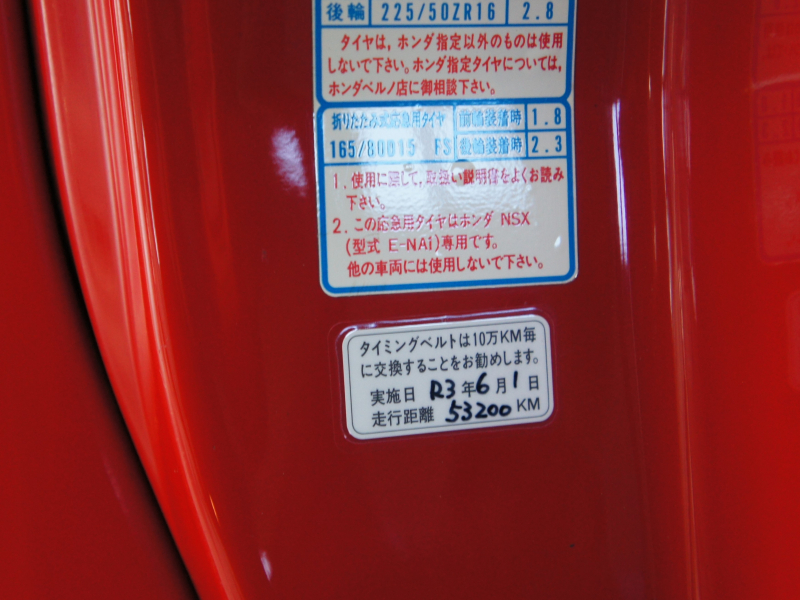 後輪 225/50ZR16 2.8
タイヤは,ホンダ指定以外のものは使用
しないで下さい。ホンダ指定タイヤについては,
ホンダベルノ店に御相談下さい。
折りたたみ式応急用タイヤ 前輪装着時 1.8
165/80D15 PS 後輪装着時 2.3
1. 使用に際して,取扱い説明書をよくお読み
下さい。
2. この応急用タイヤはホンダ NSX
(型式 E-NA1)専用です。
他の車両には使用しないで下さい。
タイミングベルトは10万KM毎
に交換することをお勧めします。
実施日 R3年6月1日
走行距離 53200KM